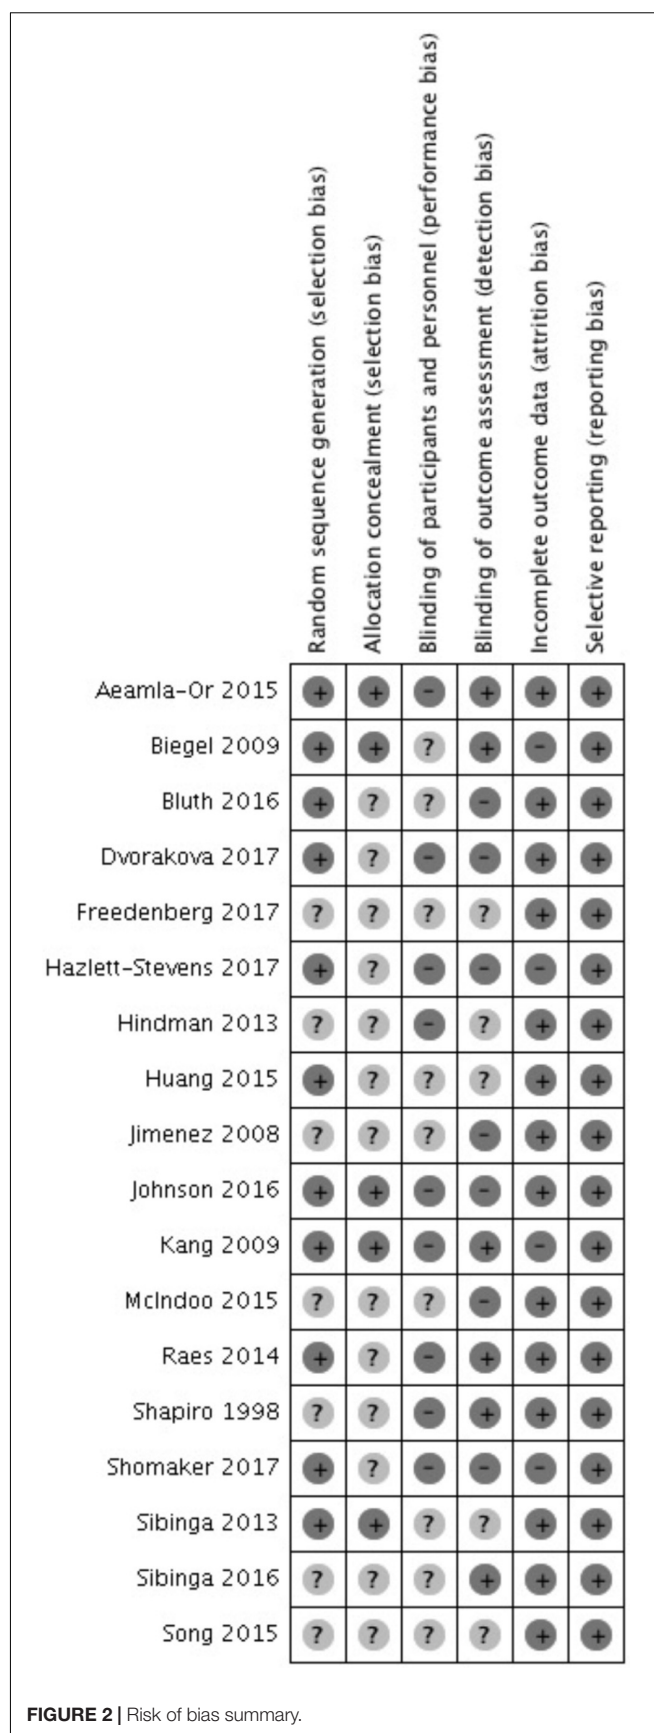 Random sequence generation (selection bias)
Allocation concealment (selection bias)
Blinding of participants and personnel (performance bias)
Blinding of outcome assessment (detection bias)
Incomplete outcome data (attrition bias)
Selective reporting (reporting bias)
Aeamla-Or 2015 + + - + + +
Biegel 2009 + + ? + - +
Bluth 2016 + ? ? - + +
Dvorakova 2017 + ? - - + +
Freedenberg 2017 ? ? ? ? + +
Hazlett-Stevens 2017 + ? - - - +
Hindman 2013 ? ? - ? + +
Huang 2015 + ? ? ? + +
Jimenez 2008 ? ? ? - + +
Johnson 2016 + + - - + +
Kang 2009 + + - + - +
McIndoo 2015 ? ? ? - + +
Raes 2014 + ? - + + +
Shapiro 1998 ? ? - + + +
Shomaker 2017 + ? - - - +
Sibinga 2013 + + ? ? + +
Sibinga 2016 ? ? ? + + +
Song 2015 ? ? ? ? + +
FIGURE 2 | Risk of bias summary.